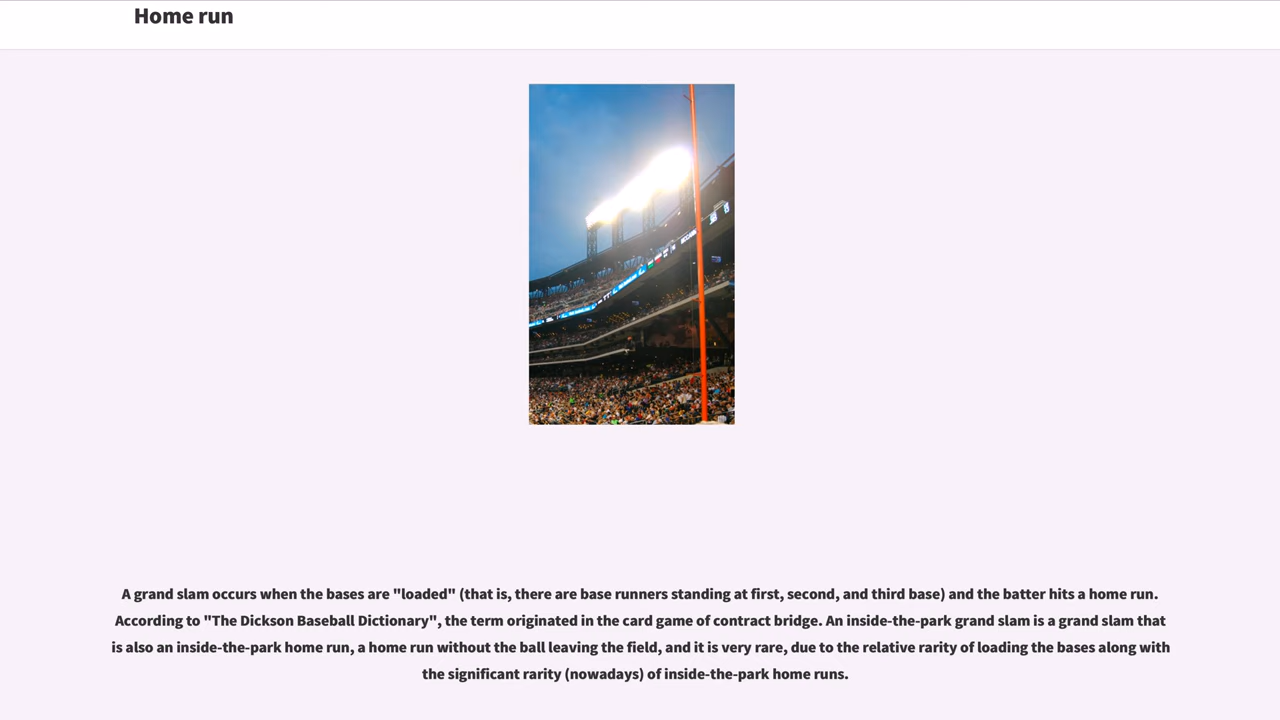 Home run
A grand slam occurs when the bases are "loaded" (that is, there are base runners standing at first, second, and third base) and the batter hits a home run.
According to "The Dickson Baseball Dictionary", the term originated in the card game of contract bridge. An inside-the-park grand slam is a grand slam that
is also an inside-the-park home run, a home run without the ball leaving the field, and it is very rare, due to the relative rarity of loading the bases along with
the significant rarity (nowadays) of inside-the-park home runs.